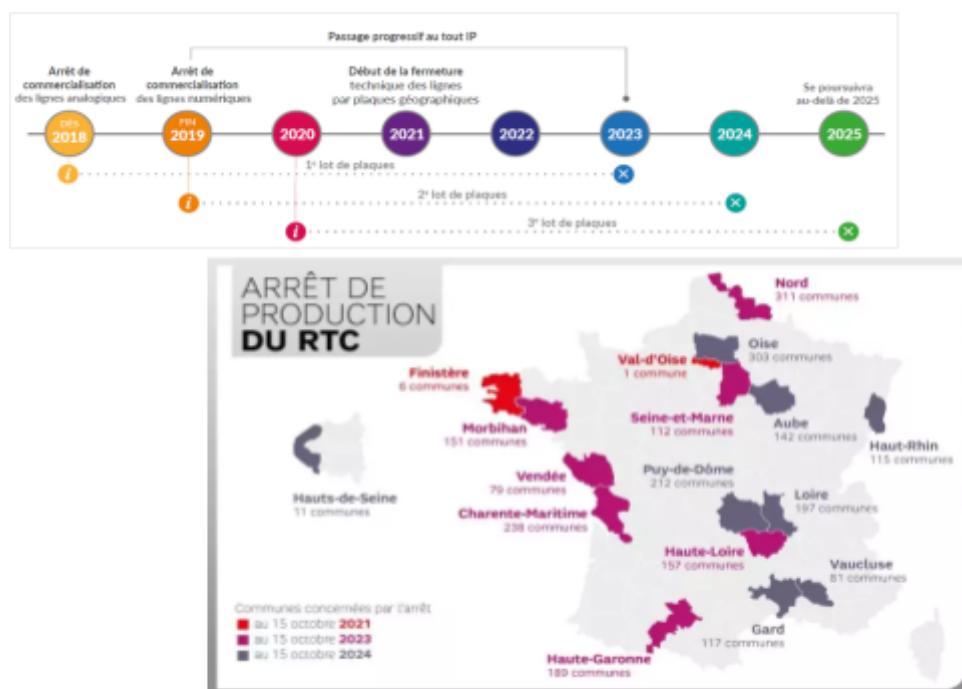 Passage progressif au tout IP
Arrêt de
commercialisation
des lignes analogiques
Arrêt de
commercialisation
des lignes numériques
Début de la fermeture
technique des lignes
par plaques géographiques
Se poursuivra
au-delà de 2025
DÈS
2018
FIN
2019
2020
2021
2022
2023
2024
2025
1er lot de plaques
2e lot de plaques
3e lot de plaques
ARRÊT DE
PRODUCTION
DU RTC
Nord
311 communes
Oise
303 communes
Val-d'Oise
1 commune
Finistère
6 communes
Seine-et-Marne
112 communes
Aube
142 communes
Haut-Rhin
115 communes
Morbihan
151 communes
Hauts-de-Seine
11 communes
Vendée
79 communes
Puy-de-Dôme
212 communes
Loire
197 communes
Charente-Maritime
238 communes
Haute-Loire
157 communes
Vaucluse
81 communes
Gard
117 communes
Haute-Garonne
189 communes
Communes concernées par l'arrêt
au 15 octobre 2021
au 15 octobre 2023
au 15 octobre 2024